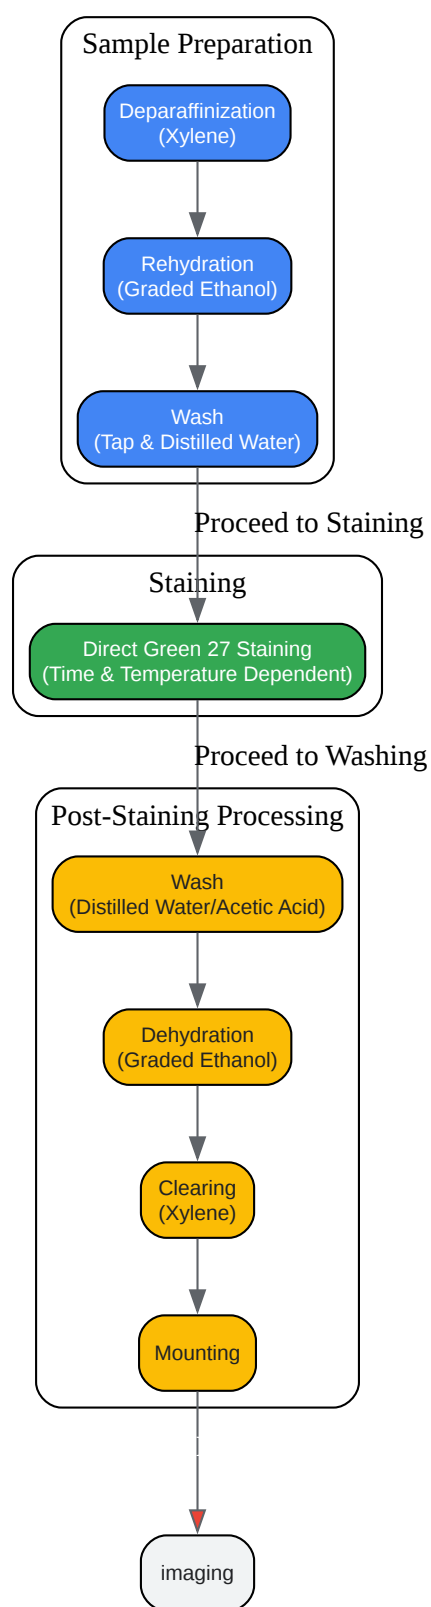 Sample Preparation
Deparaffinization
(Xylene)
Rehydration
(Graded Ethanol)
Wash
(Tap & Distilled Water)
Proceed to Staining
Staining
Direct Green 27 Staining
(Time & Temperature Dependent)
Proceed to Washing
Post-Staining Processing
Wash
(Distilled Water/Acetic Acid)
Dehydration
(Graded Ethanol)
Clearing
(Xylene)
Mounting
imaging